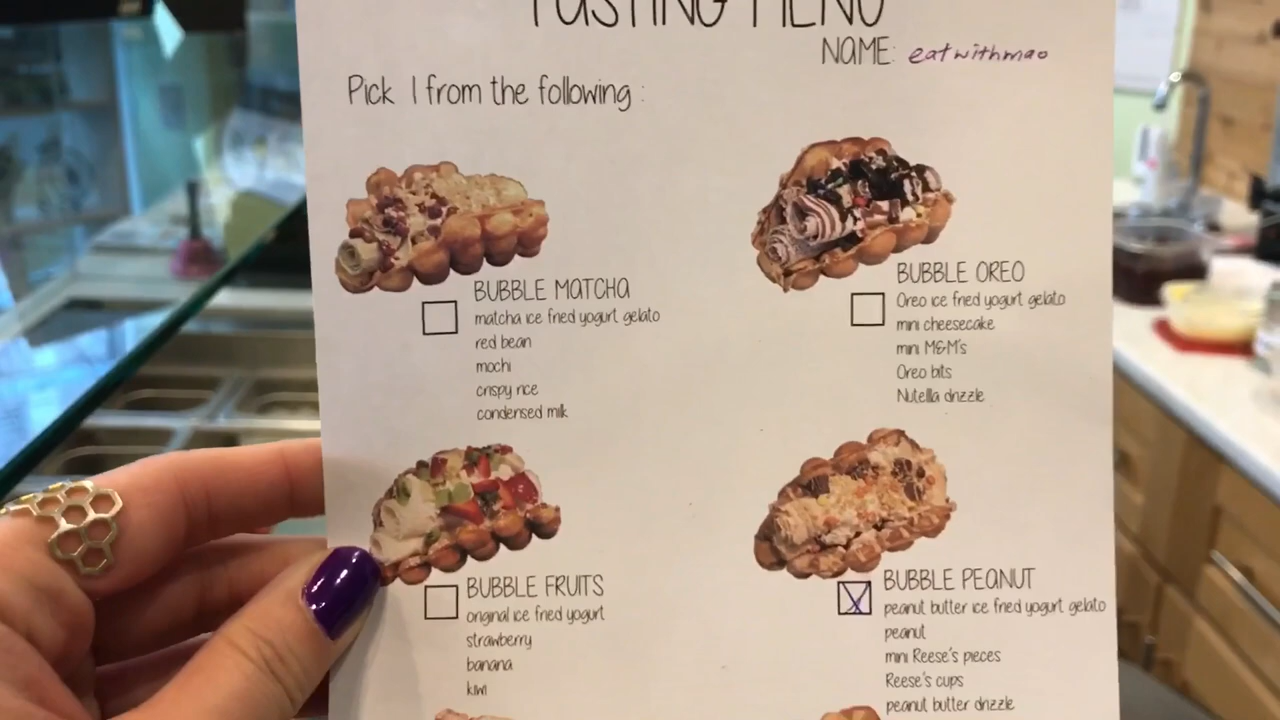 TASTING MENU
NAME: eatwithmao
Pick 1 from the following:
BUBBLE MATCHA
matcha ice fried yogurt gelato
red bean
mochi
crispy rice
condensed milk
BUBBLE OREO
Oreo ice fried yogurt gelato
mini cheesecake
mini M&M's
Oreo bits
Nutella drizzle
BUBBLE FRUITS
original ice fried yogurt
strawberry
banana
kiwi
BUBBLE PEANUT
peanut butter ice fried yogurt gelato
peanut
mini Reese's pieces
Reese's cups
peanut butter drizzle